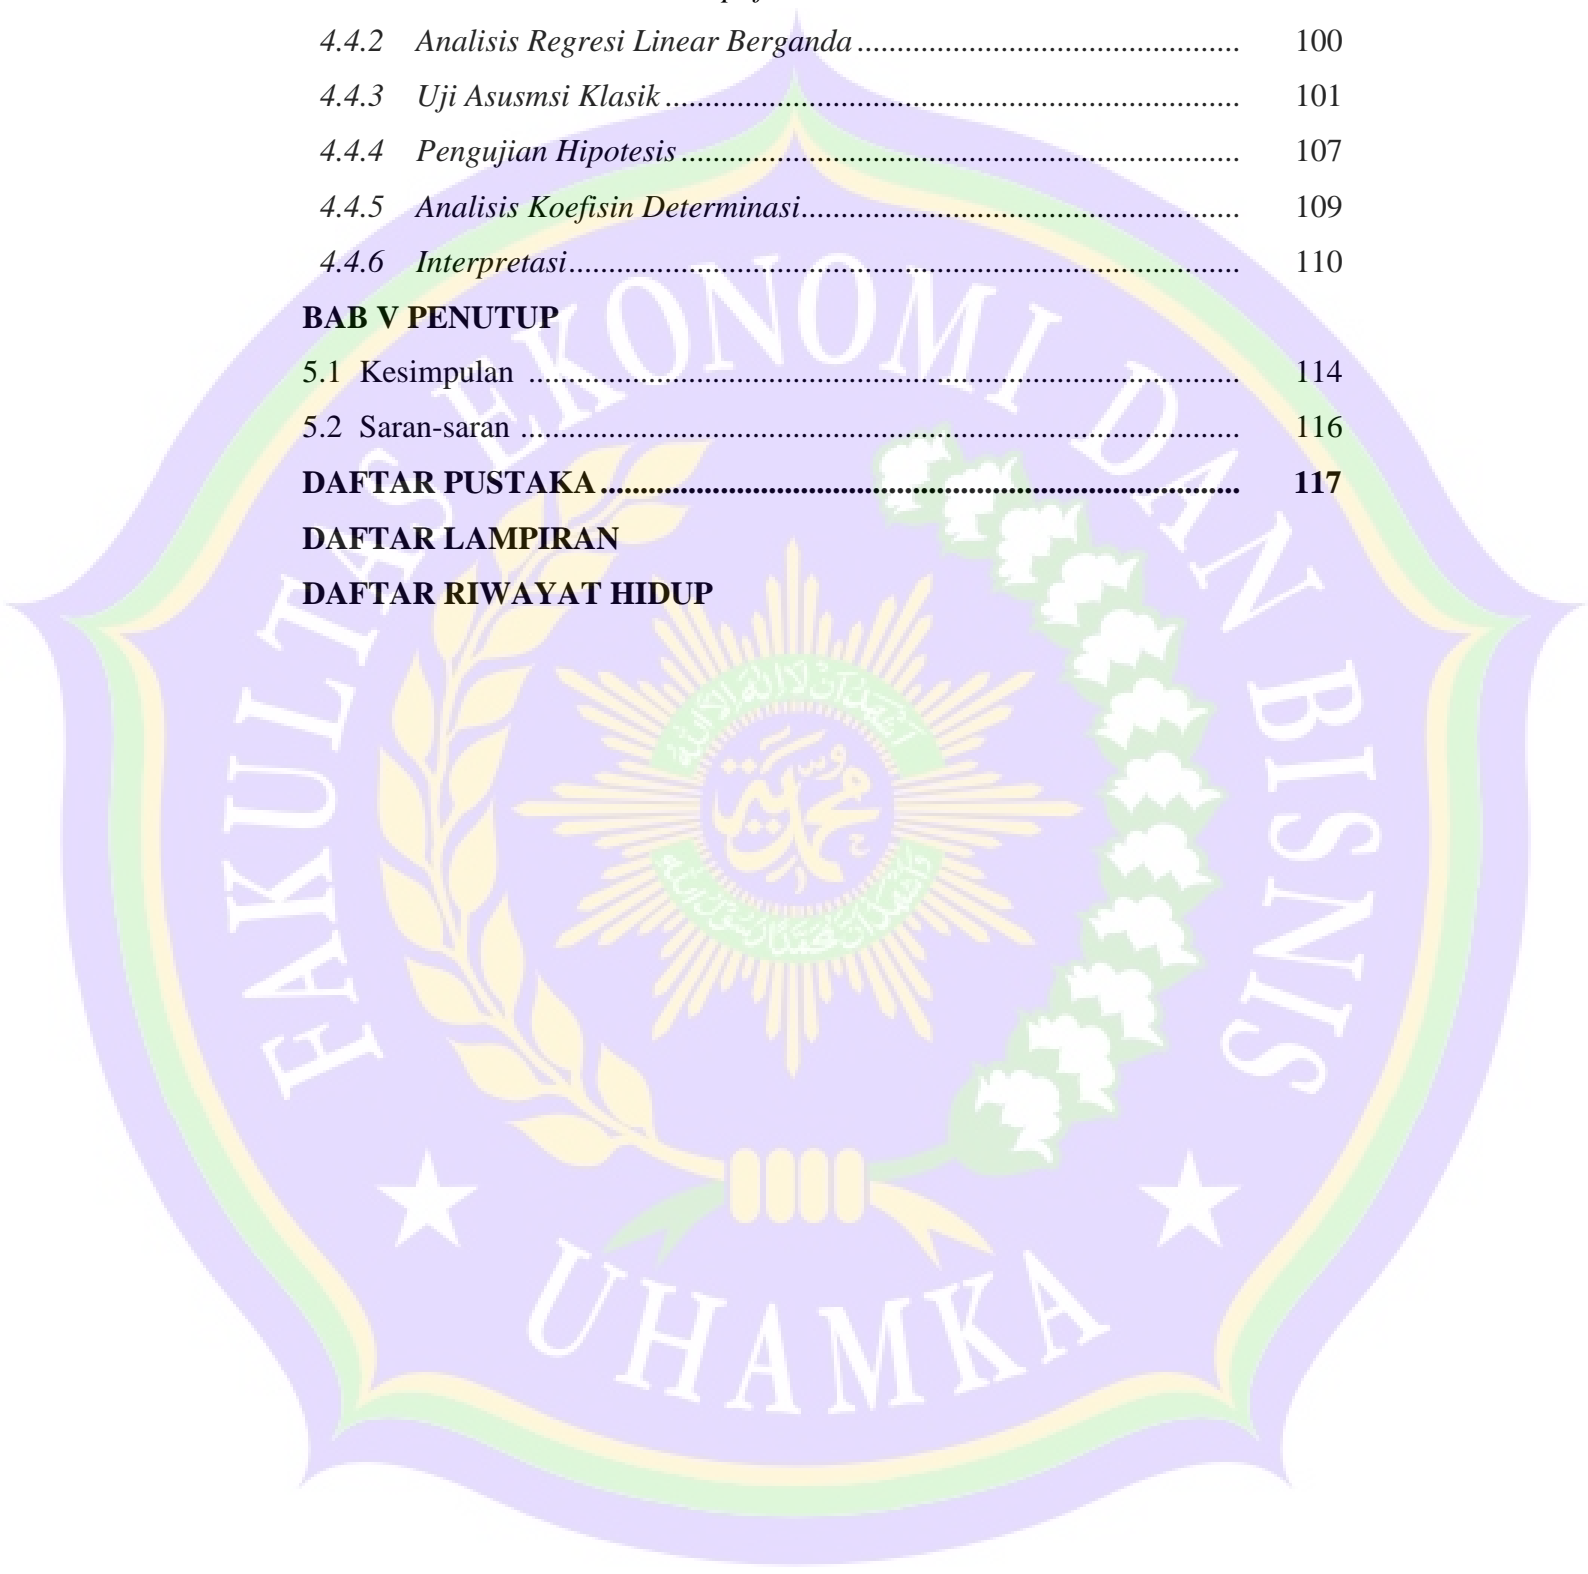 4.4.2 Analisis Regresi Linear Berganda ................................................ 100
4.4.3 Uji Asusmsi Klasik ........................................................................ 101
4.4.4 Pengujian Hipotesis ...................................................................... 107
4.4.5 Analisis Koefisin Determinasi....................................................... 109
4.4.6 Interpretasi.................................................................................... 110
BAB V PENUTUP
5.1 Kesimpulan ......................................................................................... 114
5.2 Saran-saran .......................................................................................... 116
DAFTAR PUSTAKA ................................................................................ 117
DAFTAR LAMPIRAN
DAFTAR RIWAYAT HIDUP
FAKULTAS EKONOMI DAN BISNIS
محمدية
UHAMKA